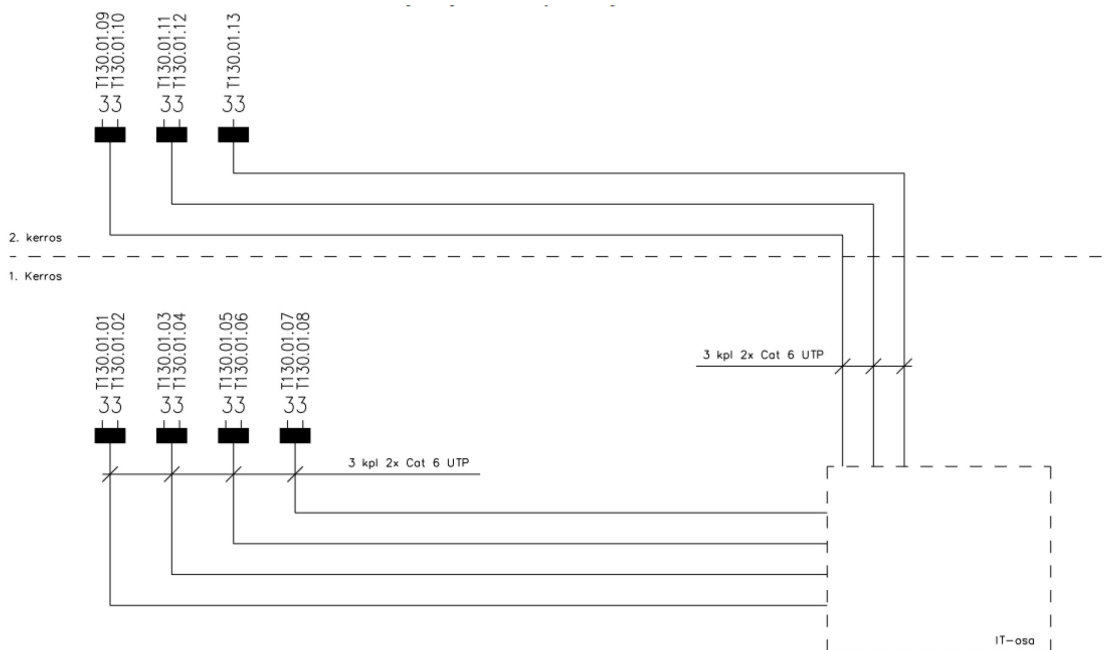 T130.01.09
T130.01.10
T130.01.11
T130.01.12
T130.01.13
33
33
33
2. kerros
1. Kerros
T130.01.01
T130.01.02
T130.01.03
T130.01.04
T130.01.05
T130.01.06
T130.01.07
T130.01.08
33
33
33
33
3 kpl 2x Cat 6 UTP
3 kpl 2x Cat 6 UTP
IT-osa